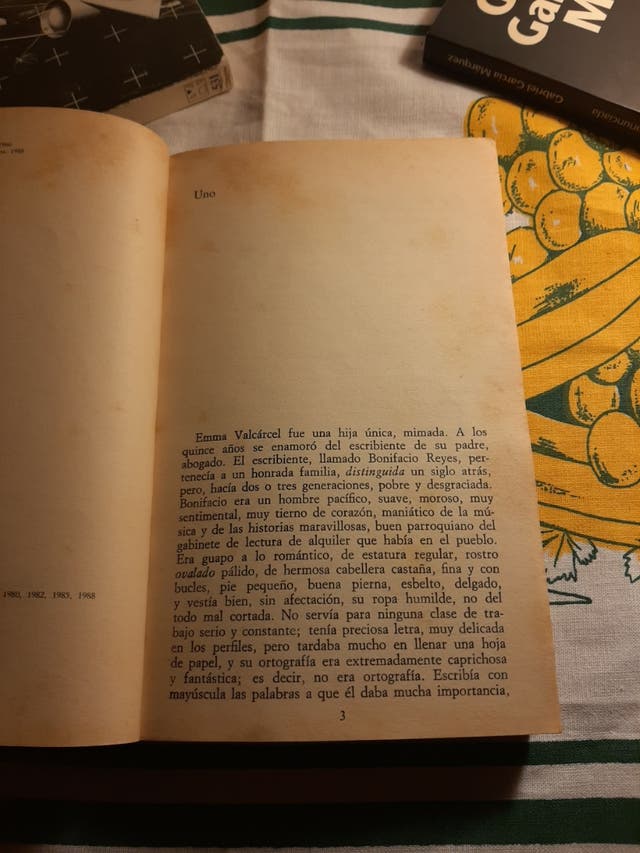 Gabriel García Márquez
1980, 1982, 1985, 1988
Uno
Emma Valcárcel fue una hija única, mimada. A los
quince años se enamoró del escribiente de su padre,
abogado. El escribiente, llamado Bonifacio Reyes, per-
tenecía a un honrada familia, distinguida un siglo atrás,
pero, hacía dos o tres generaciones, pobre y desgraciada.
Bonifacio era un hombre pacífico, suave, moroso, muy
sentimental, muy tierno de corazón, maniático de la mú-
sica y de las historias maravillosas, buen parroquiano del
gabinete de lectura de alquiler que había en el pueblo.
Era guapo a lo romántico, de estatura regular, rostro
ovalado pálido, de hermosa cabellera castaña, fina y con
bucles, pie pequeño, buena pierna, esbelto, delgado,
y vestía bien, sin afectación, su ropa humilde, no del
todo mal cortada. No servía para ninguna clase de tra-
bajo serio y constante; tenía preciosa letra, muy delicada
en los perfiles, pero tardaba mucho en llenar una hoja
de papel, y su ortografía era extremadamente caprichosa
y fantástica; es decir, no era ortografía. Escribía con
mayúscula las palabras a que él daba mucha importancia,
3